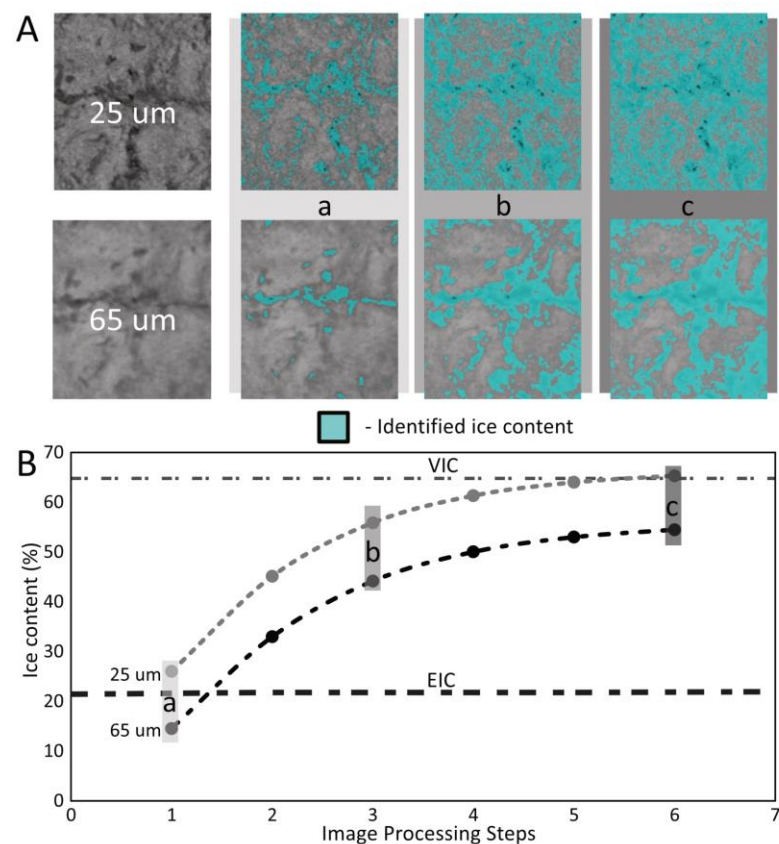 A
25 um
a
b
c
65 um
- Identified ice content
B
70
60
50
40
30
20
10
0
Ice content (%)
VIC
EIC
25 um
65 um
a
b
c
0
1
2
3
4
5
6
7
Image Processing Steps